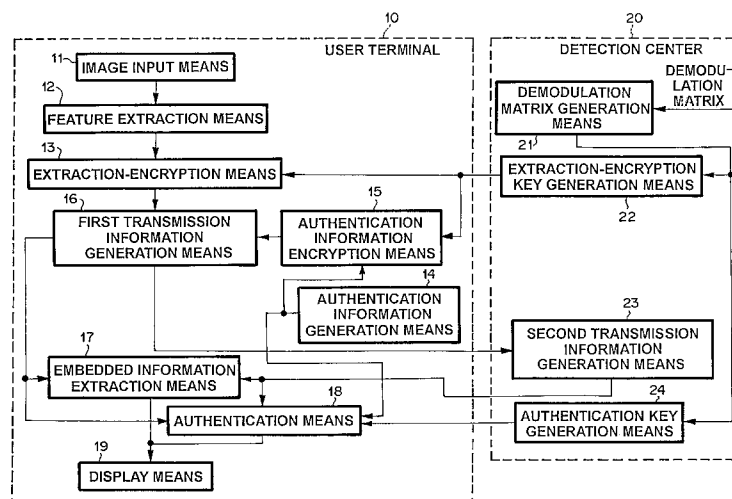 10
20
USER TERMINAL
DETECTION CENTER
11
IMAGE INPUT MEANS
12
FEATURE EXTRACTION MEANS
13
EXTRACTION-ENCRYPTION MEANS
16
FIRST TRANSMISSION
INFORMATION
GENERATION MEANS
15
AUTHENTICATION
INFORMATION
ENCRYPTION MEANS
14
AUTHENTICATION
INFORMATION
GENERATION MEANS
17
EMBEDDED INFORMATION
EXTRACTION MEANS
18
AUTHENTICATION MEANS
19
DISPLAY MEANS
DEMODU-
LATION
MATRIX
DEMODULATION
MATRIX GENERATION
MEANS
21
EXTRACTION-ENCRYPTION
KEY GENERATION MEANS
22
23
SECOND TRANSMISSION
INFORMATION
GENERATION MEANS
24
AUTHENTICATION KEY
GENERATION MEANS